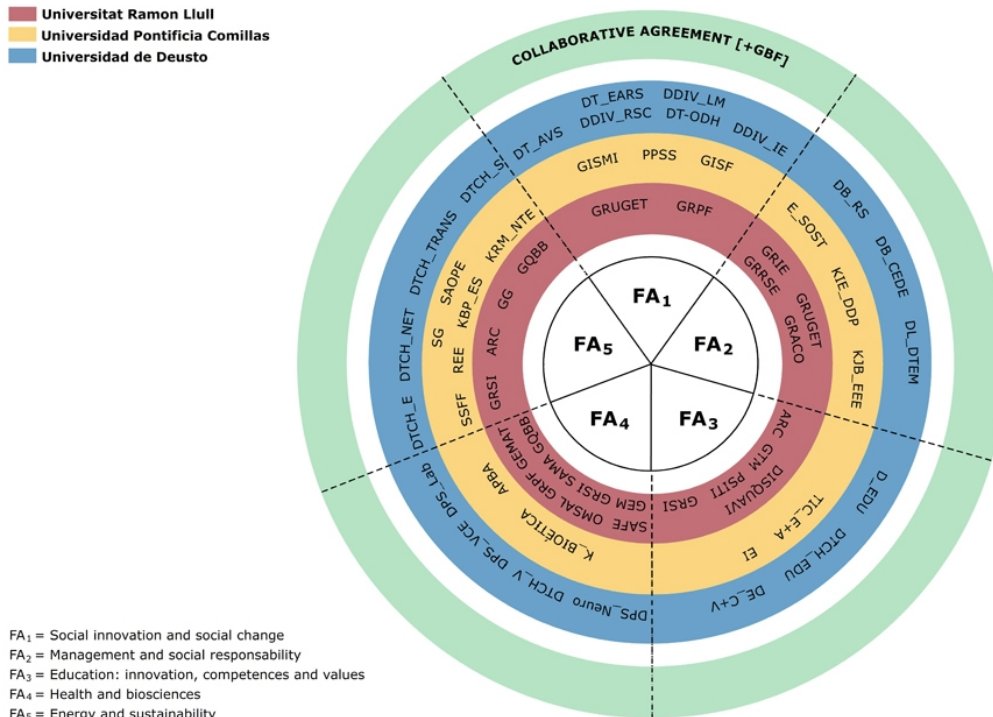 Universitat Ramon Llull
Universidad Pontificia Comillas
Universidad de Deusto
COLLABORATIVE AGREEMENT [+GBF]
DT_EARS
DDIV_LM
DT_AVS
DDIV_RSC
DT-ODH
DDIV_IE
GISMI
PPSS
GISF
GRUGET
GRPF
FA1
DB_RS
DB_CEDE
DL_DTEM
E_SOST
KIE_DDP
KJB_EEE
GRIE
GRRSE
GRUGET
GRACO
FA2
D_EDU
DTCH_EDU
DE_C+V
TIC_E+A
EI
ARC
GTM
PSITI
DISQUAVI
GRSI
FA3
DPS_Lab
DPS_VCE
DTCH_V
DPS_Neuro
APBA
K_BIOÉTICA
GQBB
SAMA
GRSI
GEM
GEMAT
GRPF
OMSAL
SAFE
FA4
DTCH_S
DTCH_TRANS
DTCH_NET
DTCH_E
KRM_NTE
SAOPE
KBP_ES
SG
REE
SSFF
GQBB
GG
ARC
GRSI
FA5
FA1 = Social innovation and social change
FA2 = Management and social responsability
FA3 = Education: innovation, competences and values
FA4 = Health and biosciences
FA5 = Energy and sustainability